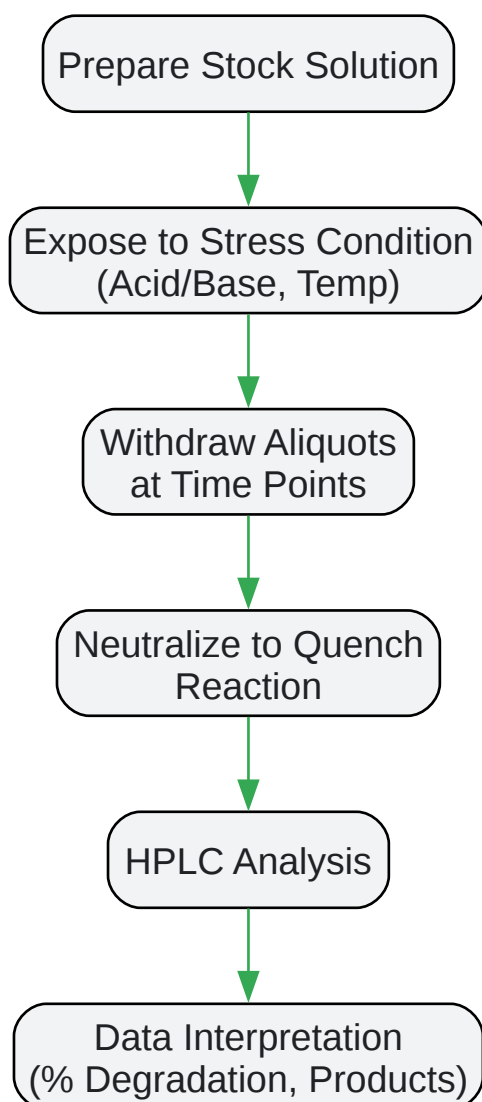 Prepare Stock Solution
Expose to Stress Condition
(Acid/Base, Temp)
Withdraw Aliquots
at Time Points
Neutralize to Quench
Reaction
HPLC Analysis
Data Interpretation
(% Degradation, Products)